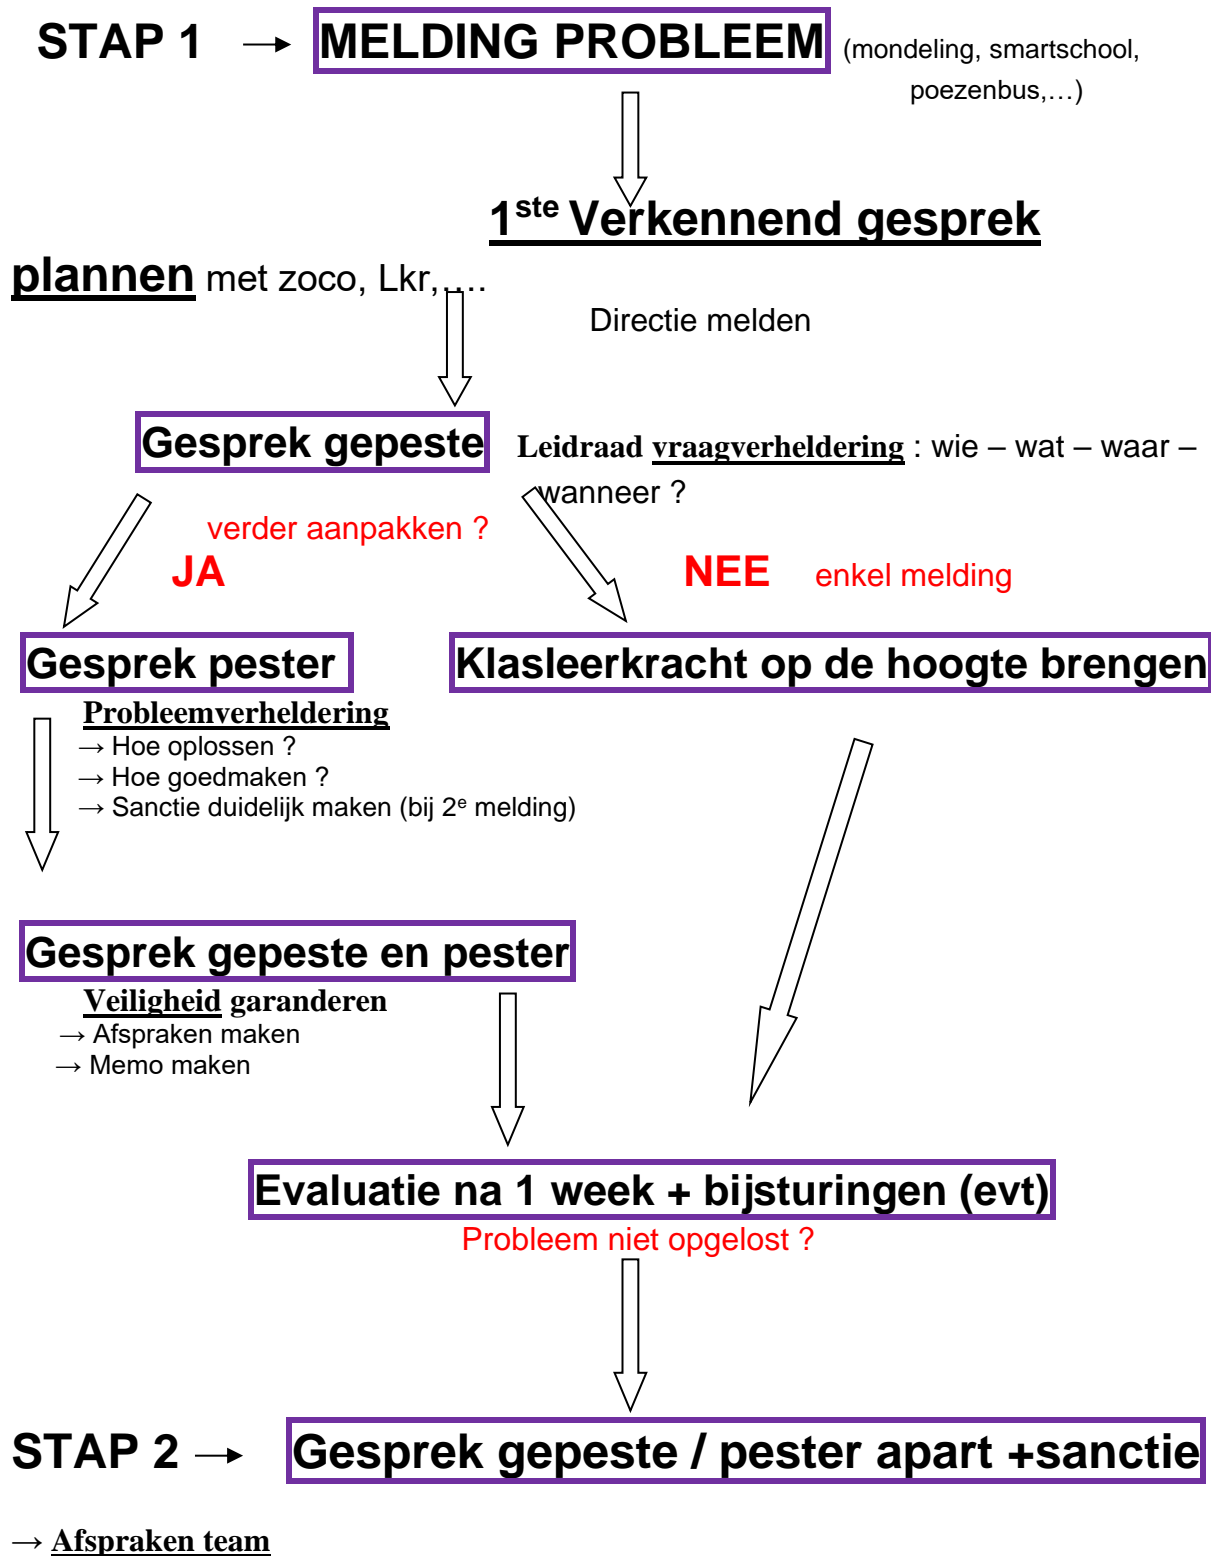 STAP 1 → MELDING PROBLEEM (mondeling, smartschool,
poezenbus,…)
1ste Verkennend gesprek
plannen met zoco, Lkr,….
Directie melden
Gesprek gepeste Leidraad vraagverheldering : wie – wat – waar –
wanneer ?
verder aanpakken ?
JA NEE enkel melding
Gesprek pester Klasleerkracht op de hoogte brengen
Probleemverheldering
→ Hoe oplossen ?
→ Hoe goedmaken ?
→ Sanctie duidelijk maken (bij 2e melding)
Gesprek gepeste en pester
Veiligheid garanderen
→ Afspraken maken
→ Memo maken
Evaluatie na 1 week + bijsturingen (evt)
Probleem niet opgelost ?
STAP 2 → Gesprek gepeste / pester apart +sanctie
→ Afspraken team